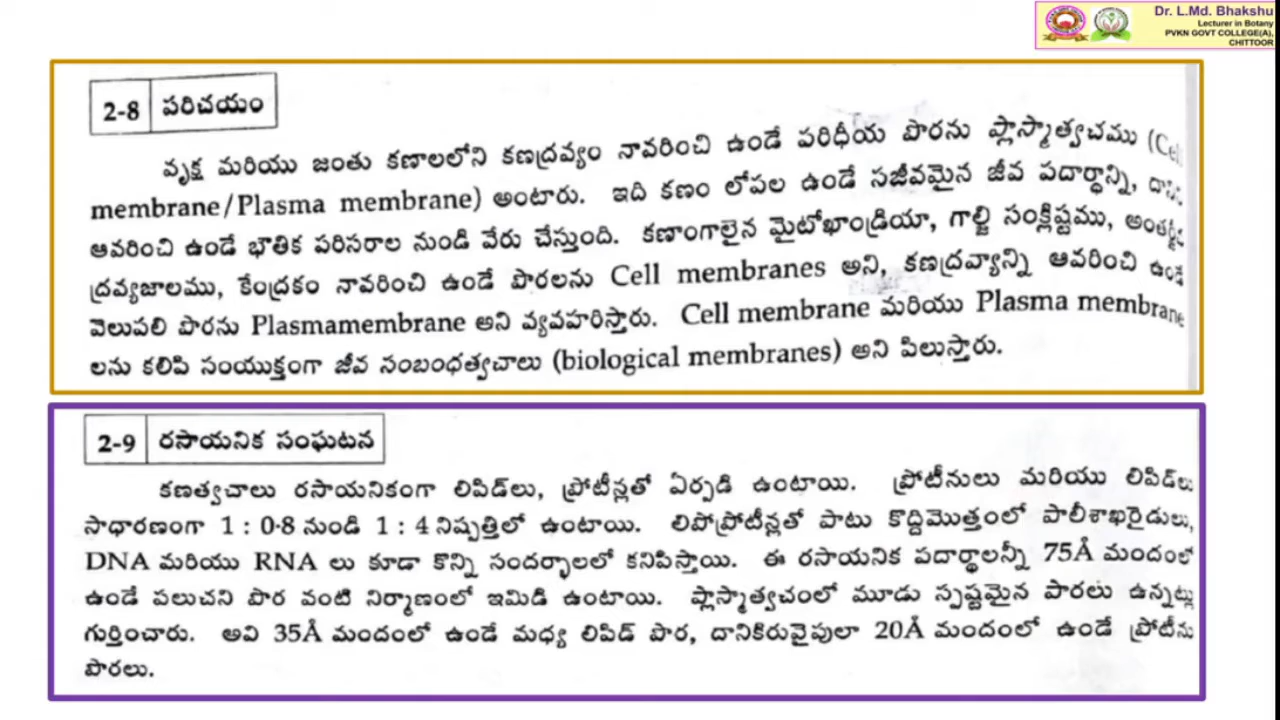 Dr. L.Md. Bhakshu
Lecturer in Botany
PVKN GOVT COLLEGE(A),
CHITTOOR
2-8 పరిచయం
వృక్ష మరియు జంతు కణాలలోని కణద్రవ్యం నావరించి ఉండే పరిధీయ పొరను ప్లాస్మాత్వచము (Cell
membrane/Plasma membrane) అంటారు. ఇది కణం లోపల ఉండే సజీవమైన జీవ పదార్థాన్ని,
ఆవరించి ఉండే భౌతిక పరిసరాల నుండి వేరు చేస్తుంది. కణాంగాలైన మైటోఖాండ్రియా, గాల్జి సంక్లిష్టము,
ద్రవ్యజాలము, కేంద్రకం నావరించి ఉండే పొరలను Cell membranes అని, కణద్రవ్యాన్ని ఆవరించి
వెలుపలి పొరను Plasmamembrane అని వ్యవహరిస్తారు. Cell membrane మరియు Plasma membrane
లను కలిపి సంయుక్తంగా జీవ సంబంధత్వచాలు (biological membranes) అని పిలుస్తారు.
2-9 రసాయనిక సంఘటన
కణత్వచాలు రసాయనికంగా లిపిడ్‌లు, ప్రోటీన్లతో ఏర్పడి ఉంటాయి. ప్రోటీనులు మరియు లిపిడ్‌లు
సాధారణంగా 1 : 0·8 నుండి 1 : 4 నిష్పత్తిలో ఉంటాయి. లిపోప్రోటీన్లతో పాటు కొద్దిమొత్తంలో పాలీశాఖరైడులు,
DNA మరియు RNA లు కూడా కొన్ని సందర్భాలలో కనిపిస్తాయి. ఈ రసాయనిక పదార్థాలన్నీ 75Å మందంలో
ఉండే పలుచని పొర వంటి నిర్మాణంలో ఇమిడి ఉంటాయి. ప్లాస్మాత్వచంలో మూడు స్పష్టమైన పొరలు ఉన్నట్లు
గుర్తించారు. అవి 35Å మందంలో ఉండే మధ్య లిపిడ్ పొర, దానికిరువైపులా 20Å మందంలో ఉండే ప్రోటీను
పొరలు.